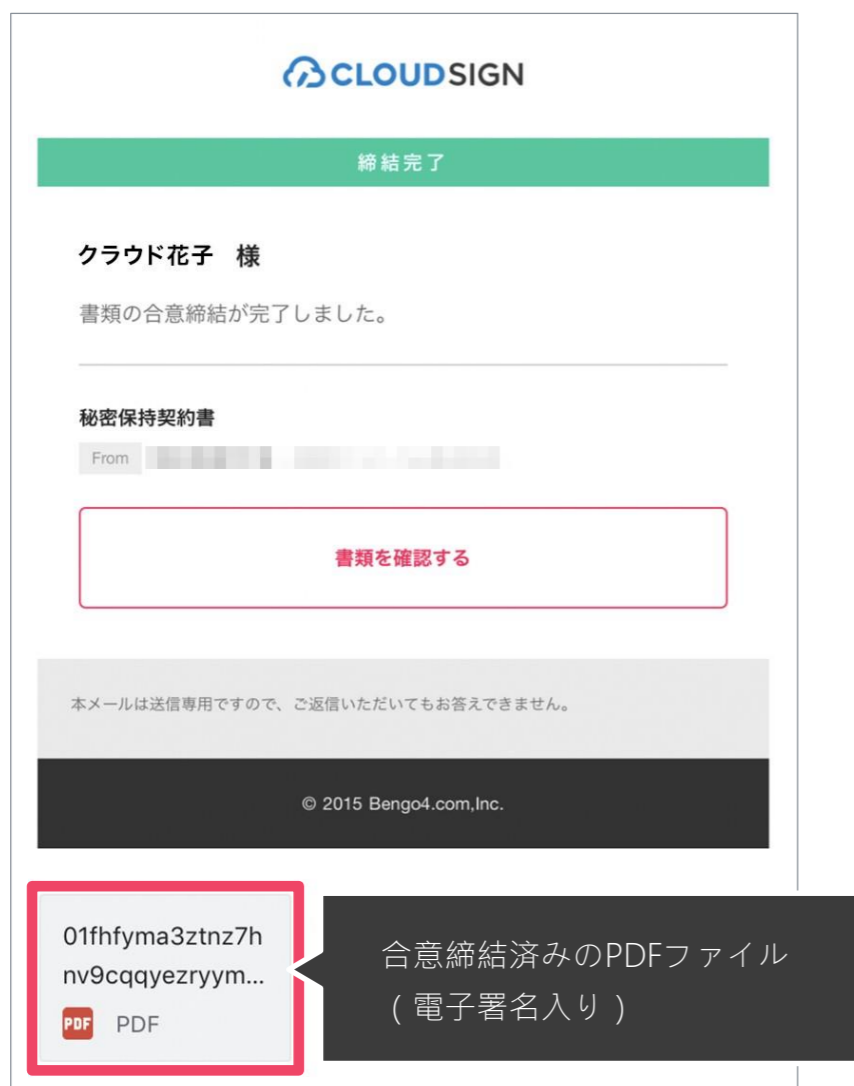 CLOUDSIGN
締結完了
クラウド花子 様
書類の合意締結が完了しました。
秘密保持契約書
From
書類を確認する
本メールは送信専用ですので、ご返信いただいてもお答えできません。
© 2015 Bengo4.com,Inc.
01fhfyma3ztnz7h
nv9cqqyezryym...
PDF PDF
合意締結済みのPDFファイル
（電子署名入り）